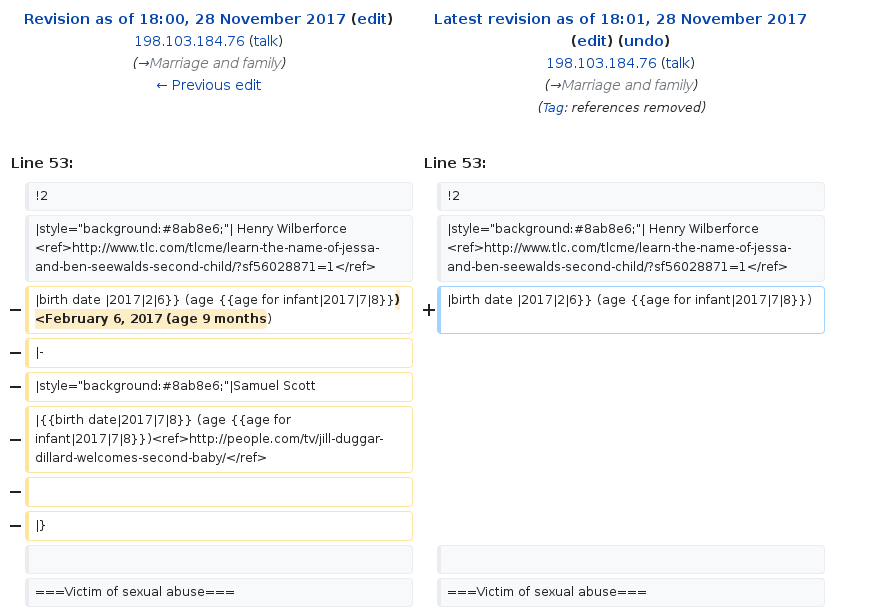 Revision as of 18:00, 28 November 2017 (edit)
198.103.184.76 (talk)
(→Marriage and family)
← Previous edit
Latest revision as of 18:01, 28 November 2017
(edit) (undo)
198.103.184.76 (talk)
(→Marriage and family)
(Tag: references removed)
Line 53:
Line 53:
!2
!2
|style="background:#8ab8e6;"| Henry Wilberforce
<ref>http://www.tlc.com/tlcme/learn-the-name-of-jessa-
and-ben-seewalds-second-child/?sf56028871=1</ref>
|style="background:#8ab8e6;"| Henry Wilberforce
<ref>http://www.tlc.com/tlcme/learn-the-name-of-jessa-
and-ben-seewalds-second-child/?sf56028871=1</ref>
− |birth date |2017|2|6}} (age {{age for infant|2017|7|8}})
<February 6, 2017 (age 9 months)
+ |birth date |2017|2|6}} (age {{age for infant|2017|7|8}})
− |-
− |style="background:#8ab8e6;"|Samuel Scott
− |{{birth date|2017|7|8}} (age {{age for
infant|2017|7|8}})<ref>http://people.com/tv/jill-duggar-
dillard-welcomes-second-baby/</ref>
−
− |}
===Victim of sexual abuse===
===Victim of sexual abuse===